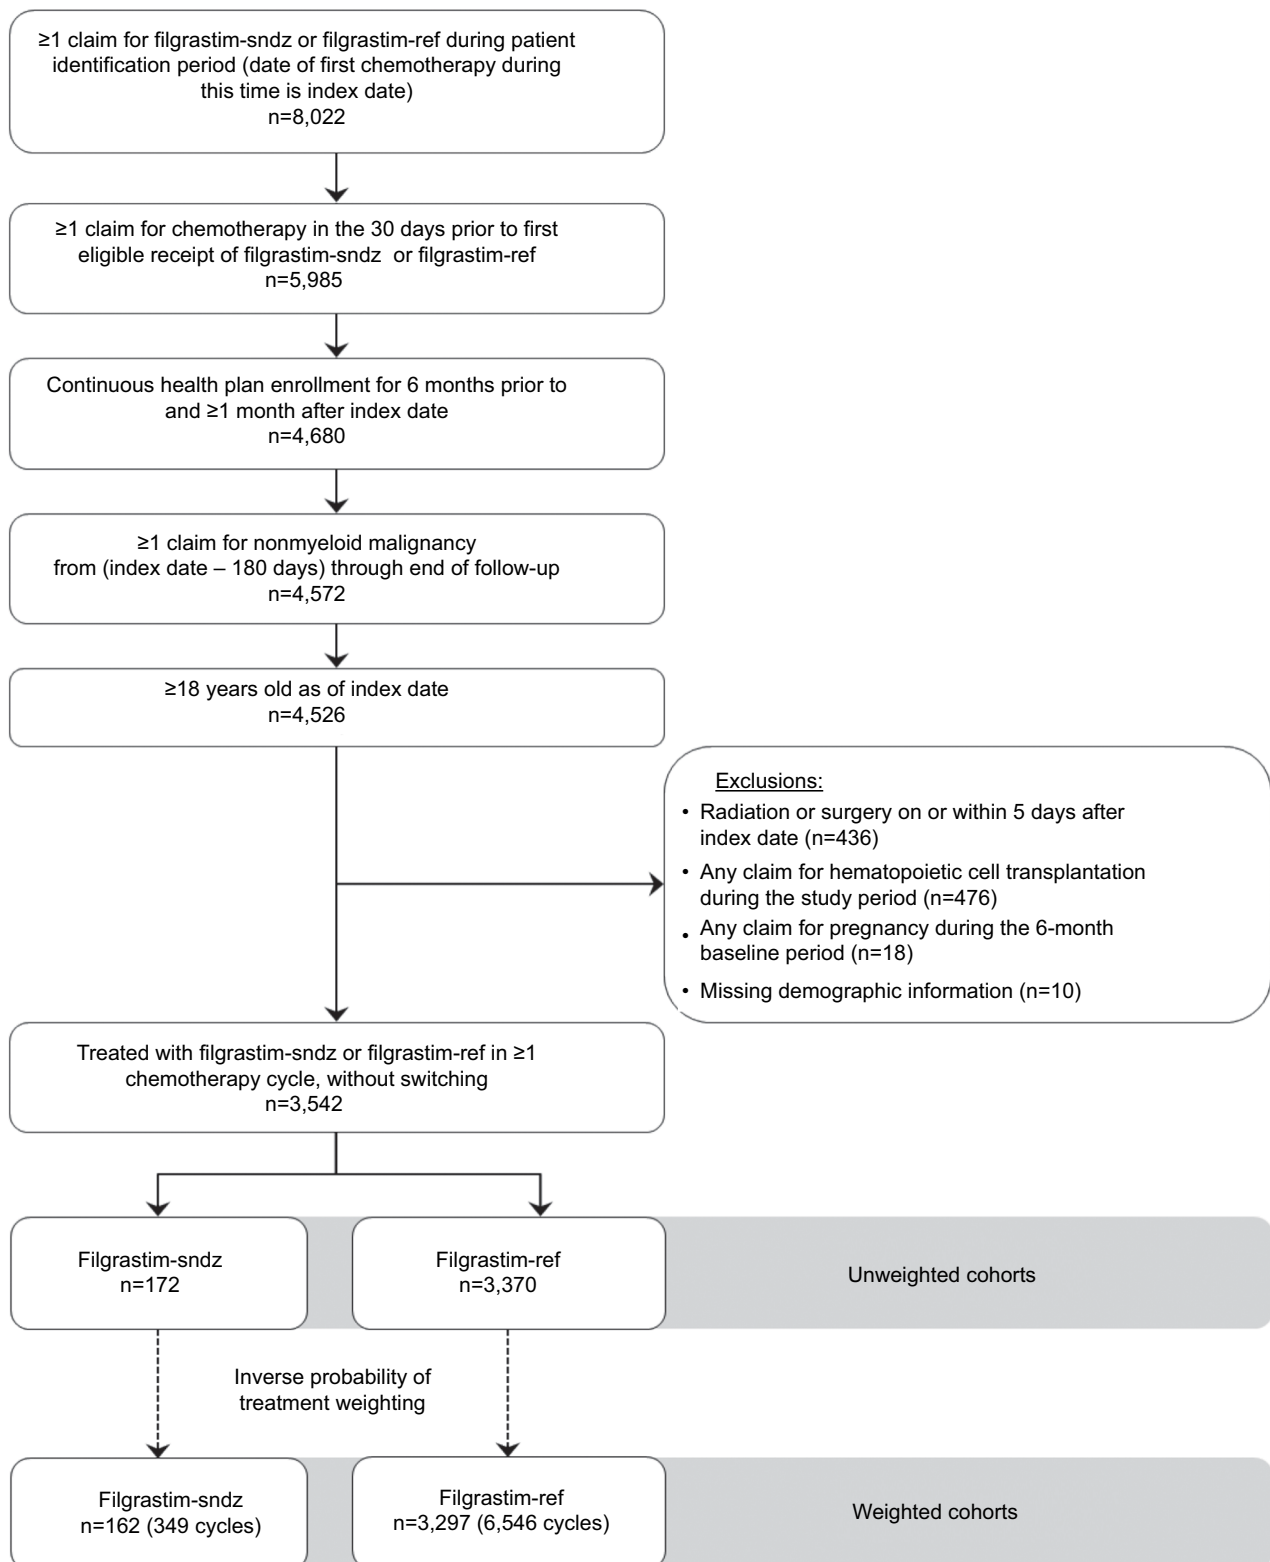 ≥1 claim for filgrastim-sndz or filgrastim-ref during patient
identification period (date of first chemotherapy during
this time is index date)
n=8,022
≥1 claim for chemotherapy in the 30 days prior to first
eligible receipt of filgrastim-sndz or filgrastim-ref
n=5,985
Continuous health plan enrollment for 6 months prior to
and ≥1 month after index date
n=4,680
≥1 claim for nonmyeloid malignancy
from (index date – 180 days) through end of follow-up
n=4,572
≥18 years old as of index date
n=4,526
Exclusions:
• Radiation or surgery on or within 5 days after
index date (n=436)
• Any claim for hematopoietic cell transplantation
during the study period (n=476)
• Any claim for pregnancy during the 6-month
baseline period (n=18)
• Missing demographic information (n=10)
Treated with filgrastim-sndz or filgrastim-ref in ≥1
chemotherapy cycle, without switching
n=3,542
Filgrastim-sndz
n=172
Filgrastim-ref
n=3,370
Unweighted cohorts
Inverse probability of
treatment weighting
Filgrastim-sndz
n=162 (349 cycles)
Filgrastim-ref
n=3,297 (6,546 cycles)
Weighted cohorts